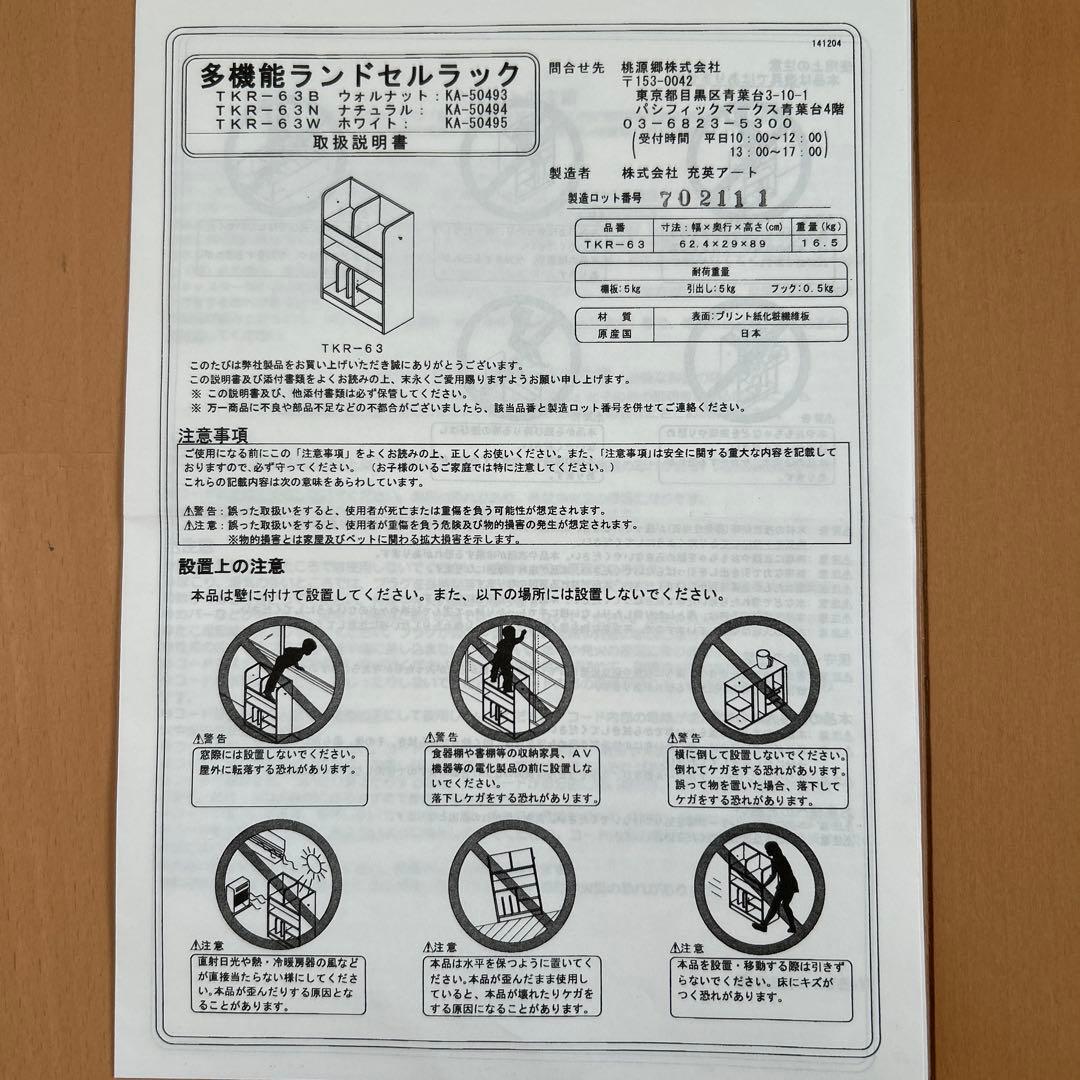 141204
多機能ランドセルラック
TKR-63B ウォルナット：KA-50493
TKR-63N ナチュラル： KA-50494
TKR-63W ホワイト： KA-50495
取扱説明書
問合せ先 桃源郷株式会社
〒153-0042
東京都目黒区青葉台3-10-1
パシフィックマークス青葉台4階
03-6823-5300
(受付時間 平日10：00～12：00
13：00～17：00)
製造者 株式会社 充英アート
製造ロット番号 702111
品番 寸法：幅×奥行×高さ(cm) 重量(kg)
TKR-63 62.4×29×89 16.5
耐荷重量
棚板：5kg 引出し：5kg フック：0.5kg
材質 表面：プリント紙化粧繊維板
原産国 日本
TKR-63
このたびは弊社製品をお買い上げいただき誠にありがとうございます。
この説明書及び添付書類をよくお読みの上、末永くご愛用賜りますようお願い申し上げます。
※ この説明書及び、他添付書類は必ず保管してください。
※ 万一商品に不良や部品不足などの不都合がございましたら、該当品番と製造ロット番号を併せてご連絡ください。
注意事項
ご使用になる前にこの「注意事項」をよくお読みの上、正しくお使いください。また、「注意事項」は安全に関する重大な内容を記載して
おりますので、必ず守ってください。（お子様のいるご家庭では特に注意してください。）
これらの記載内容は次の意味をあらわしています。
⚠警告：誤った取扱いをすると、使用者が死亡または重傷を負う可能性が想定されます。
⚠注意：誤った取扱いをすると、使用者が重傷を負う危険及び物的損害の発生が想定されます。
※物的損害とは家屋及びペットに関わる拡大損害を示します。
設置上の注意
本品は壁に付けて設置してください。また、以下の場所には設置しないでください。
⚠警告
窓際には設置しないでください。
屋外に転落する恐れがあります。
⚠警告
食器棚や書棚等の収納家具、AV
機器等の電化製品の前に設置しな
いでください。
落下しケガをする恐れがあります。
⚠警告
横に倒して設置しないでください。
倒れてケガをする恐れがあります。
誤って物を置いた場合、落下して
ケガをする恐れがあります。
⚠注意
直射日光や熱・冷暖房器の風など
が直接当たらない様にしてくださ
い。本品が歪んだりする原因とな
ることがあります。
⚠注意
本品は水平を保つように置いてく
ださい。本品が歪んだまま使用し
ていると、本品が壊れたりケガを
する原因になることがあります。
⚠注意
本品を設置・移動する際は引きず
らないでください。床にキズが
つく恐れがあります。